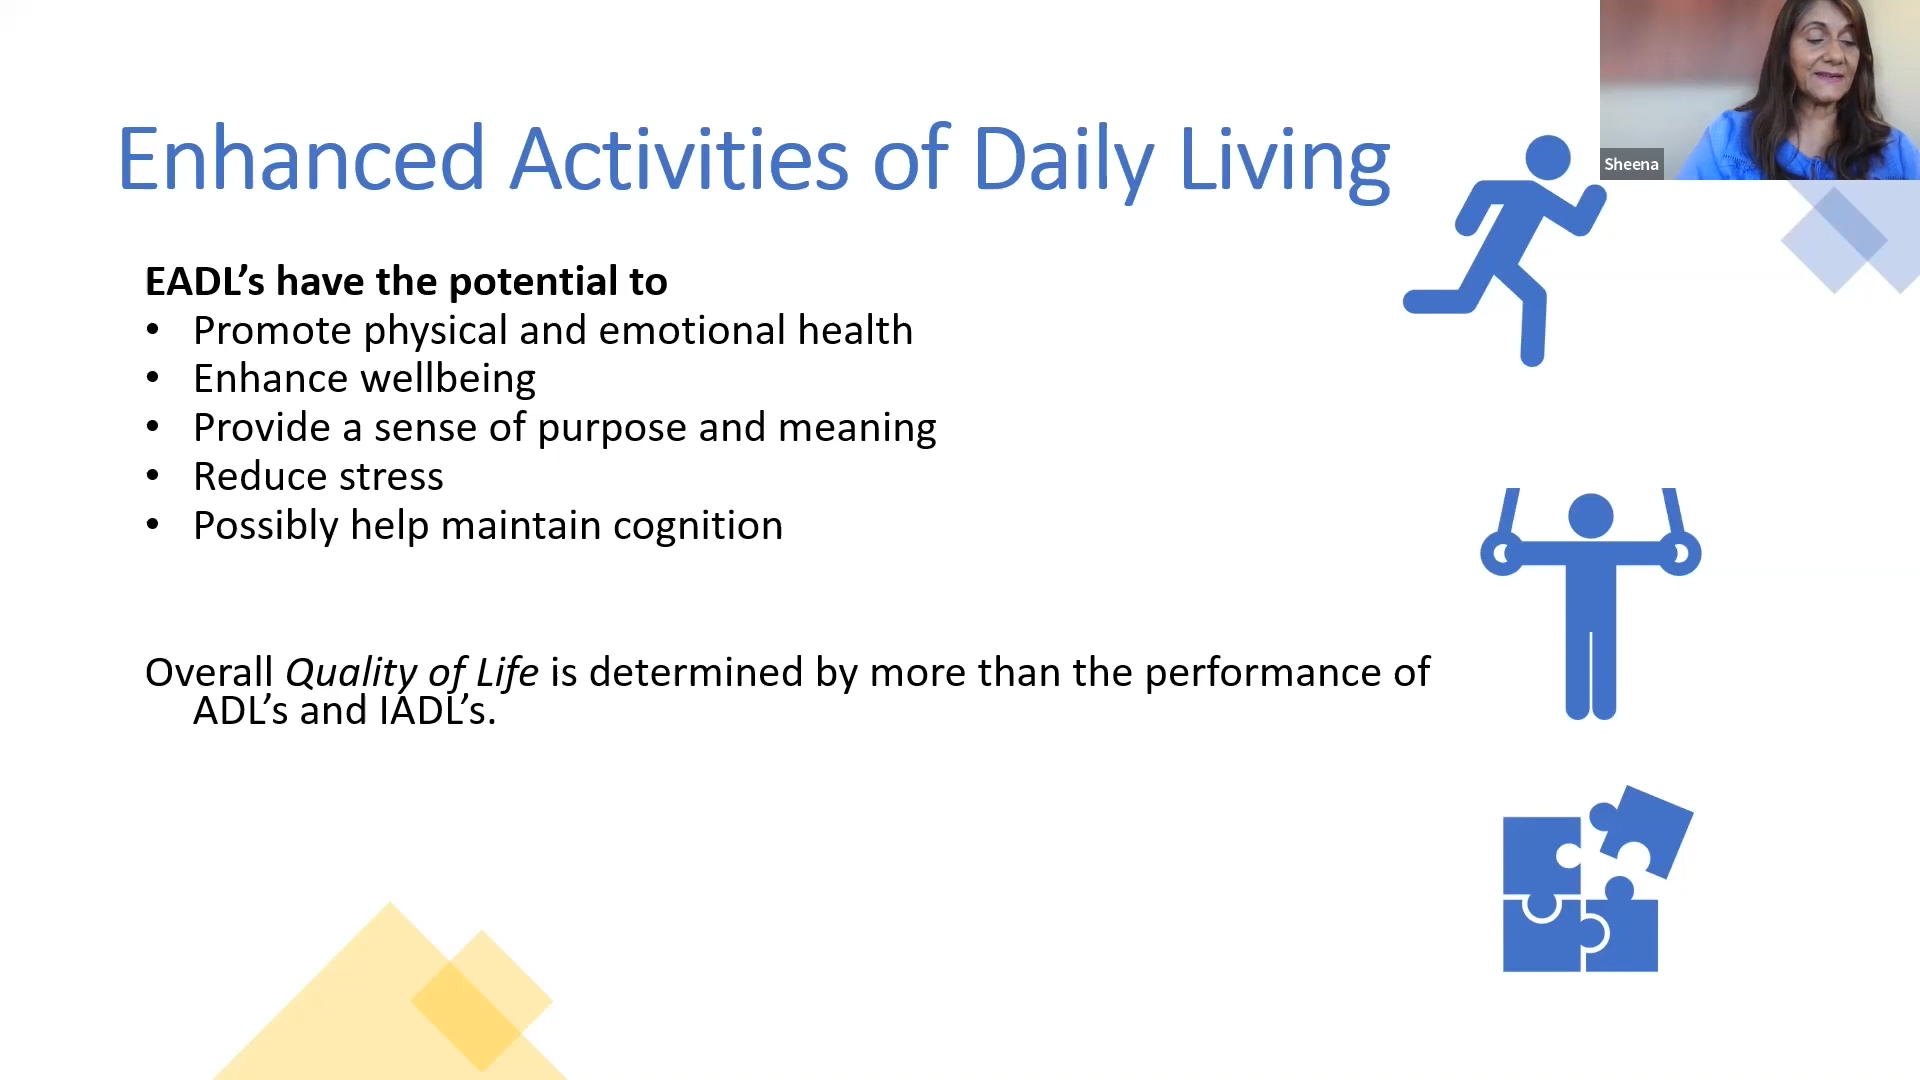 Enhanced Activities of Daily Living
Sheena
EADL’s have the potential to
• Promote physical and emotional health
• Enhance wellbeing
• Provide a sense of purpose and meaning
• Reduce stress
• Possibly help maintain cognition
Overall Quality of Life is determined by more than the performance of
ADL’s and IADL’s.